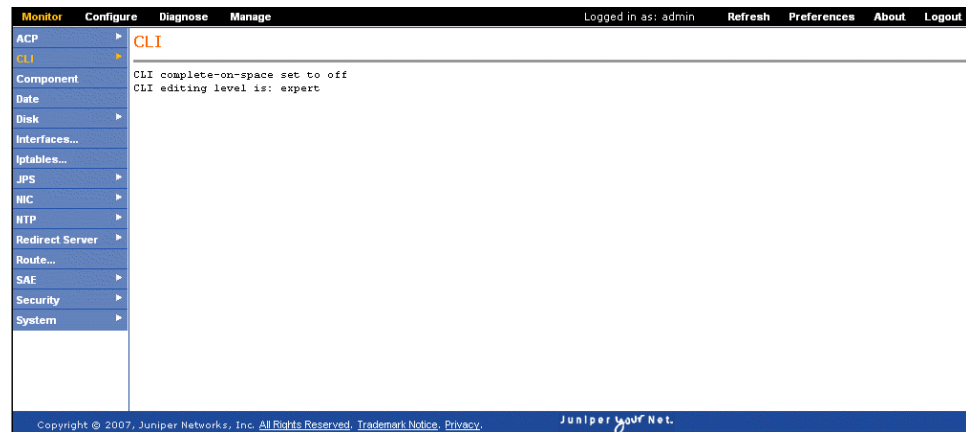 Monitor Configure Diagnose Manage Logged in as: admin Refresh Preferences About Logout
ACP
CLI
Component
Date
Disk
Interfaces...
Iptables...
JPS
NIC
NTP
Redirect Server
Route...
SAE
Security
System
CLI
CLI complete-on-space set to off
CLI editing level is: expert
Copyright © 2007, Juniper Networks, Inc. All Rights Reserved. Trademark Notice. Privacy.
Juniper your Net.